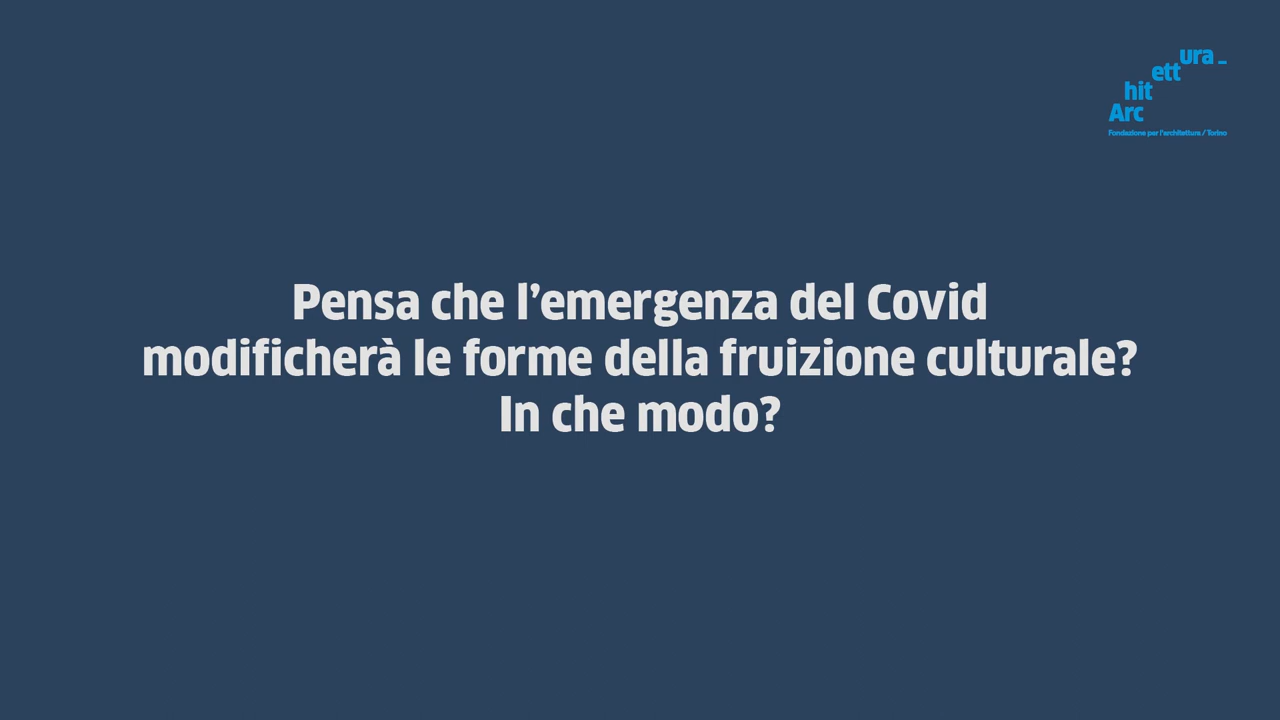 ura_
ett
hit
Arc
Fondazione per l'architettura / Torino
Pensa che l’emergenza del Covid
modificherà le forme della fruizione culturale?
In che modo?